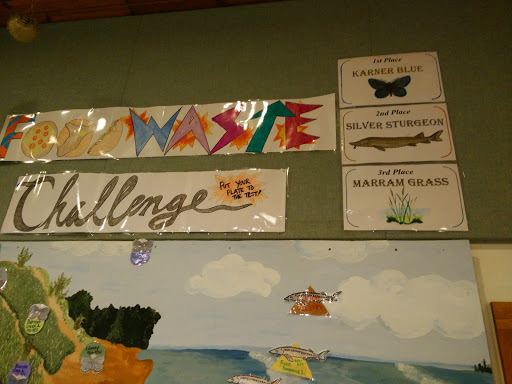 FOOD WASTE
Challenge
PUT YOUR
PLATE TO
THE TEST!
1st Place
KARNER BLUE
2nd Place
SILVER STURGEON
3rd Place
MARRAM GRASS